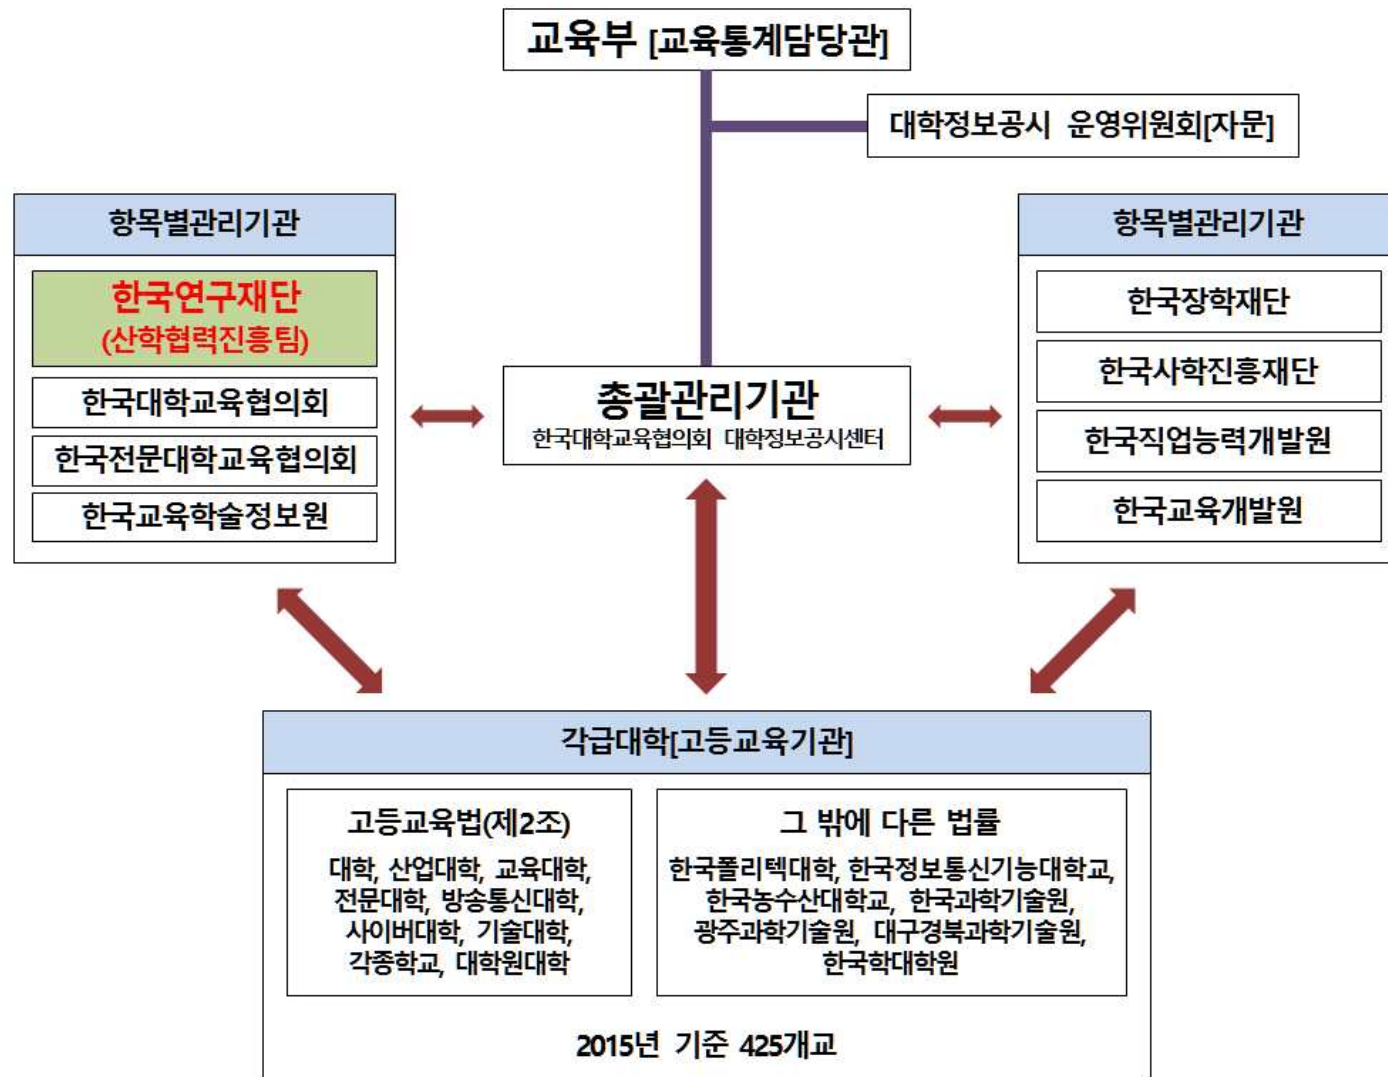 교육부 [교육통계담당관]
대학정보공시 운영위원회[자문]
항목별관리기관
한국연구재단
(산학협력진흥팀)
한국대학교육협의회
한국전문대학교육협의회
한국교육학술정보원
총괄관리기관
한국대학교육협의회 대학정보공시센터
항목별관리기관
한국장학재단
한국사학진흥재단
한국직업능력개발원
한국교육개발원
각급대학[고등교육기관]
고등교육법(제2조)
대학, 산업대학, 교육대학,
전문대학, 방송통신대학,
사이버대학, 기술대학,
각종학교, 대학원대학
그 밖에 다른 법률
한국폴리텍대학, 한국정보통신기능대학교,
한국농수산대학교, 한국과학기술원,
광주과학기술원, 대구경북과학기술원,
한국학대학원
2015년 기준 425개교